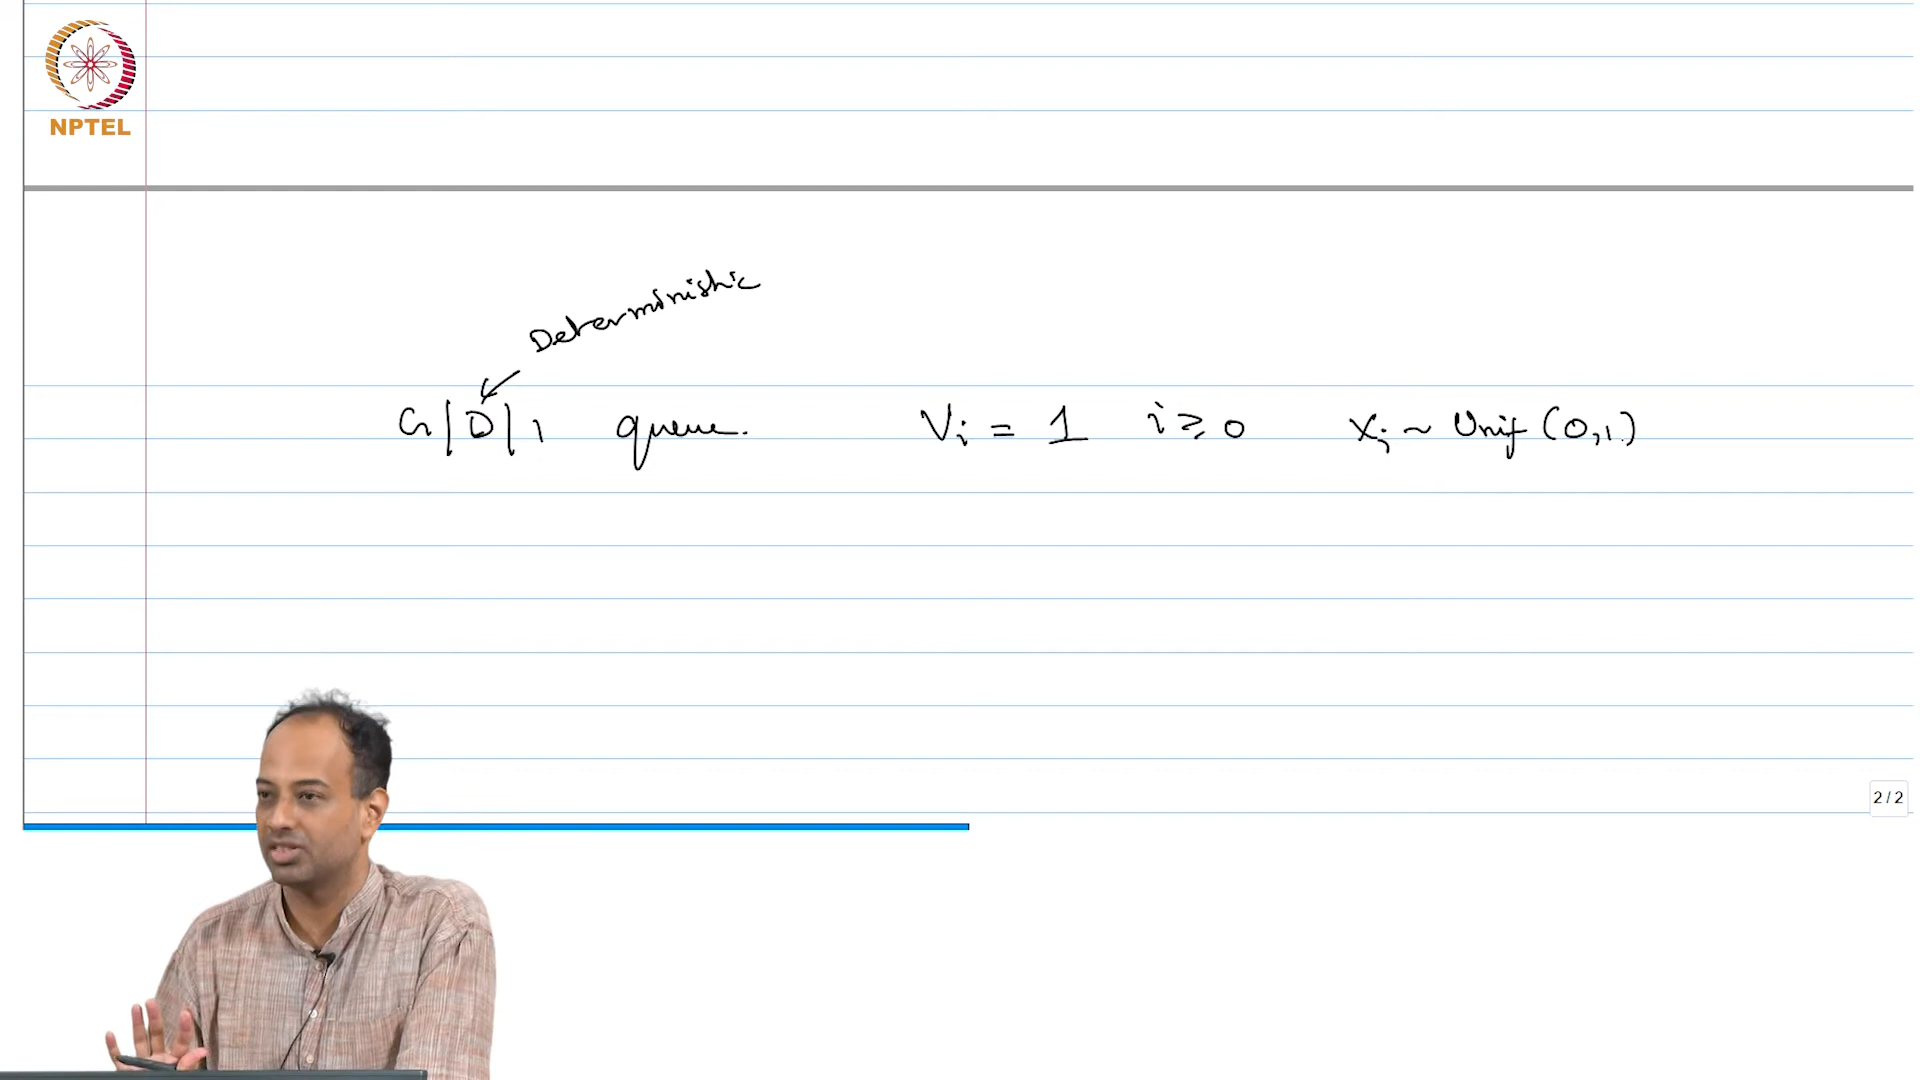 NPTEL
Deterministic
G|D|1 queue. Vi = 1 i ≥ 0 Xi ~ Unif (0,1)
2 / 2